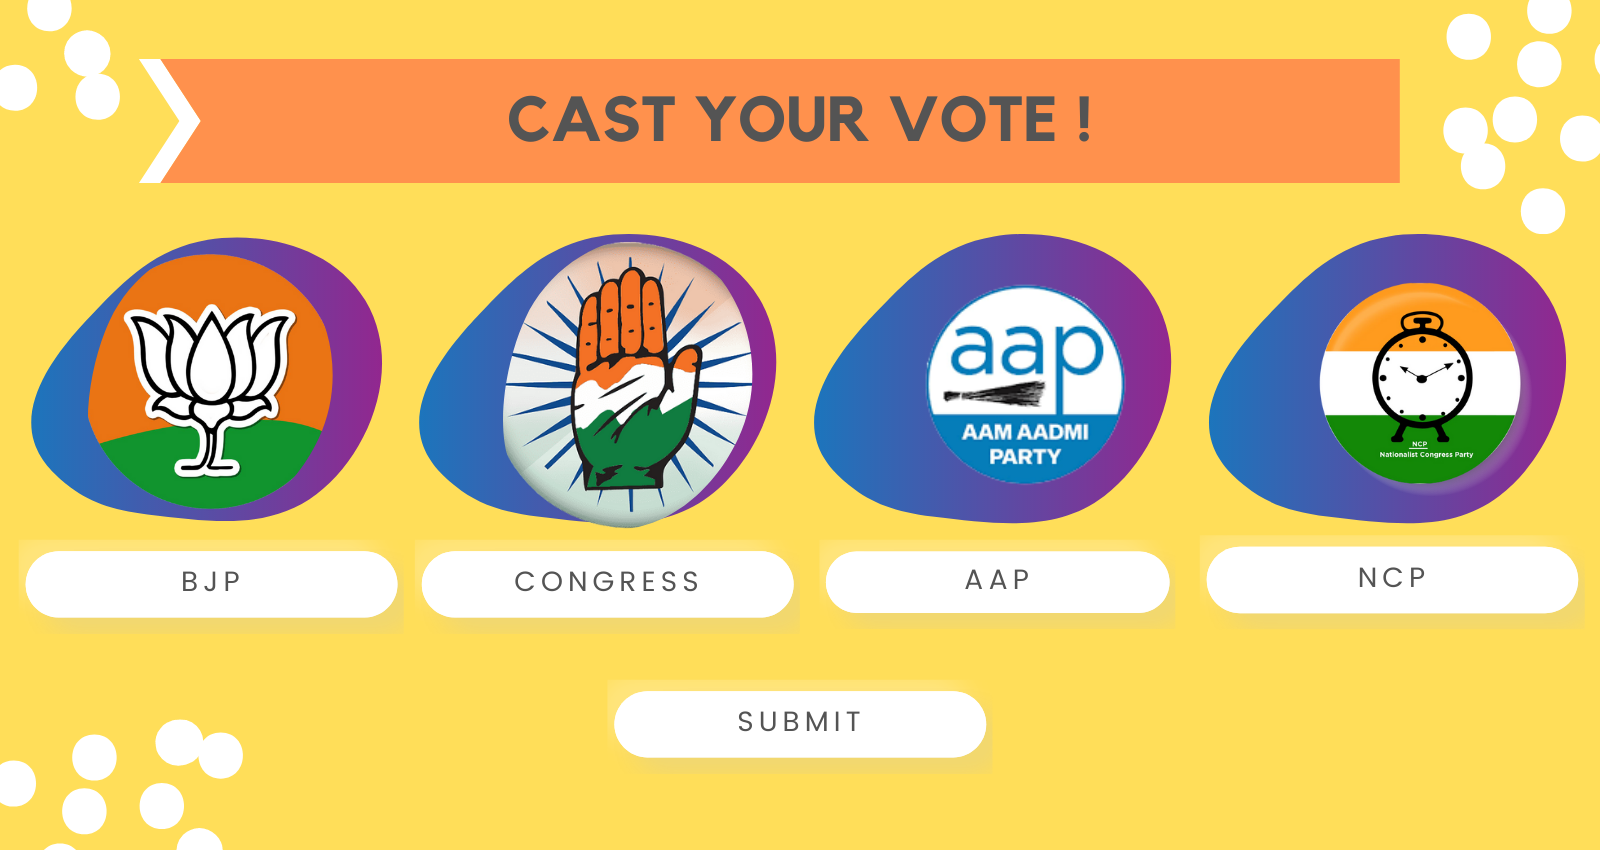 CAST YOUR VOTE !
aap
AAM AADMI
PARTY
NCP
Nationalist Congress Party
BJP
CONGRESS
AAP
NCP
SUBMIT